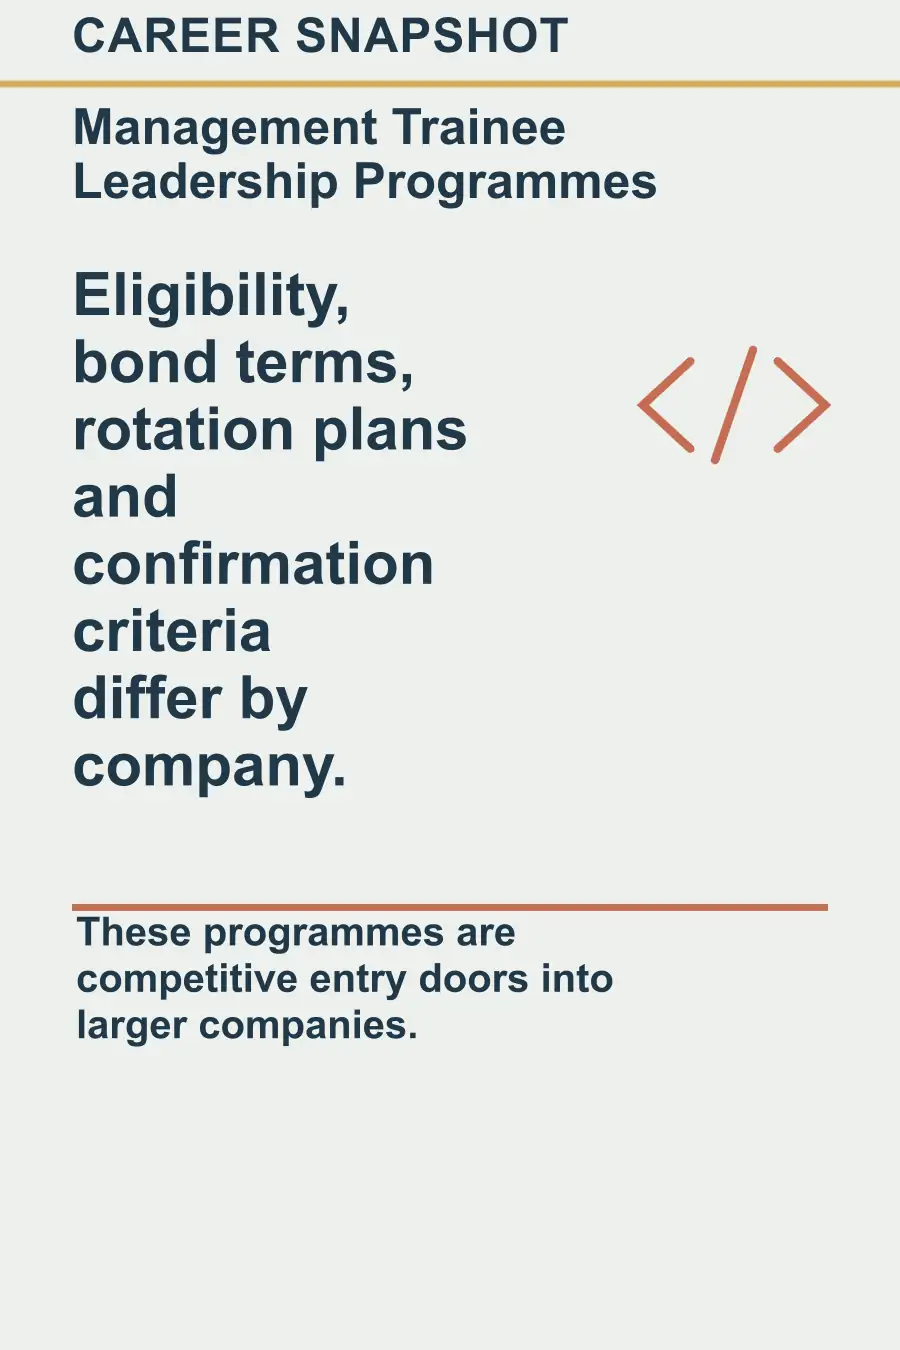 CAREER SNAPSHOT
Management Trainee
Leadership Programmes
Eligibility,
bond terms,
rotation plans
and
confirmation
criteria
differ by
company.
These programmes are
competitive entry doors into
larger companies.